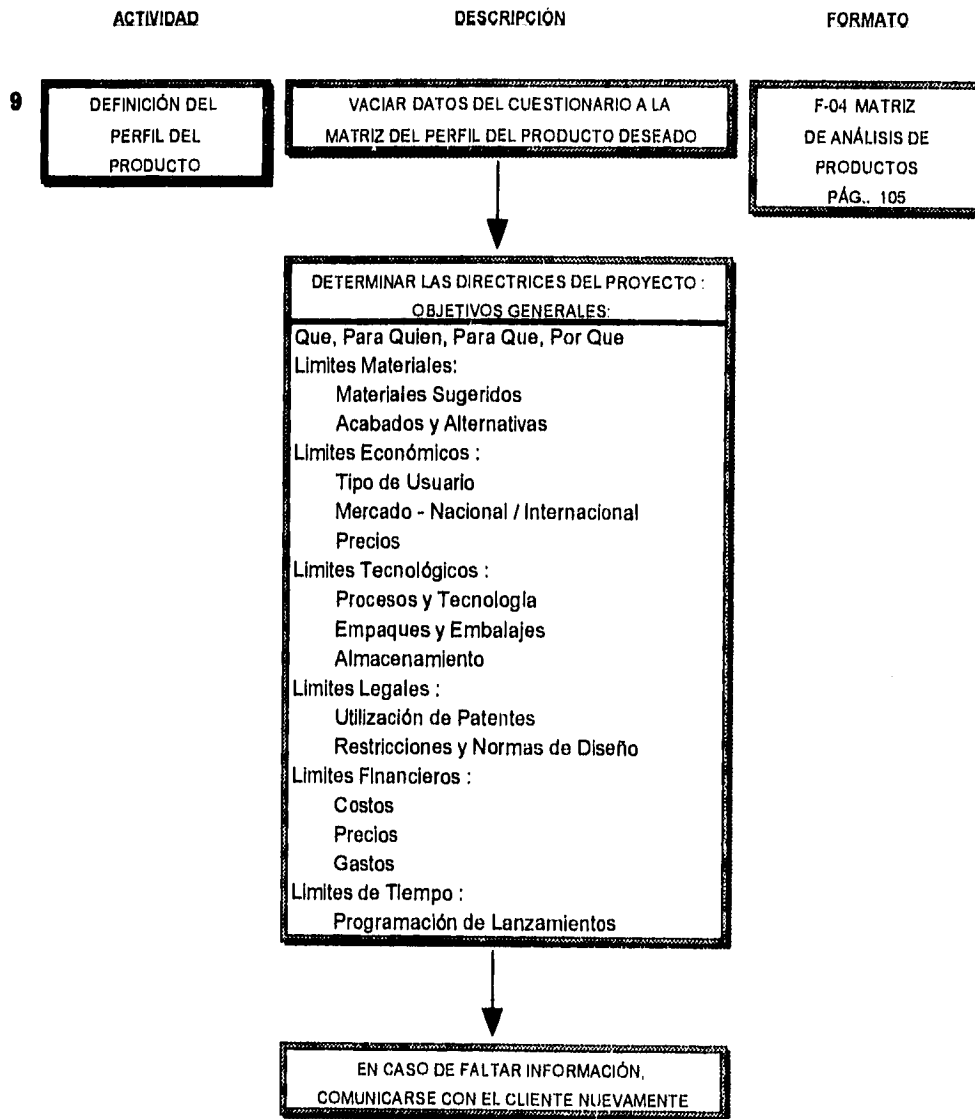 ACTIVIDAD
DESCRIPCIÓN
FORMATO
9
DEFINICIÓN DEL
PERFIL DEL
PRODUCTO
VACIAR DATOS DEL CUESTIONARIO A LA
MATRIZ DEL PERFIL DEL PRODUCTO DESEADO
F-04 MATRIZ
DE ANÁLISIS DE
PRODUCTOS
PÁG.. 105
DETERMINAR LAS DIRECTRICES DEL PROYECTO :
OBJETIVOS GENERALES:
Que, Para Quien, Para Que, Por Que
Limites Materiales:
Materiales Sugeridos
Acabados y Alternativas
Limites Económicos :
Tipo de Usuario
Mercado - Nacional / Internacional
Precios
Limites Tecnológicos :
Procesos y Tecnología
Empaques y Embalajes
Almacenamiento
Limites Legales :
Utilización de Patentes
Restricciones y Normas de Diseño
Limites Financieros :
Costos
Precios
Gastos
Limites de Tiempo :
Programación de Lanzamientos
EN CASO DE FALTAR INFORMACIÓN,
COMUNICARSE CON EL CLIENTE NUEVAMENTE